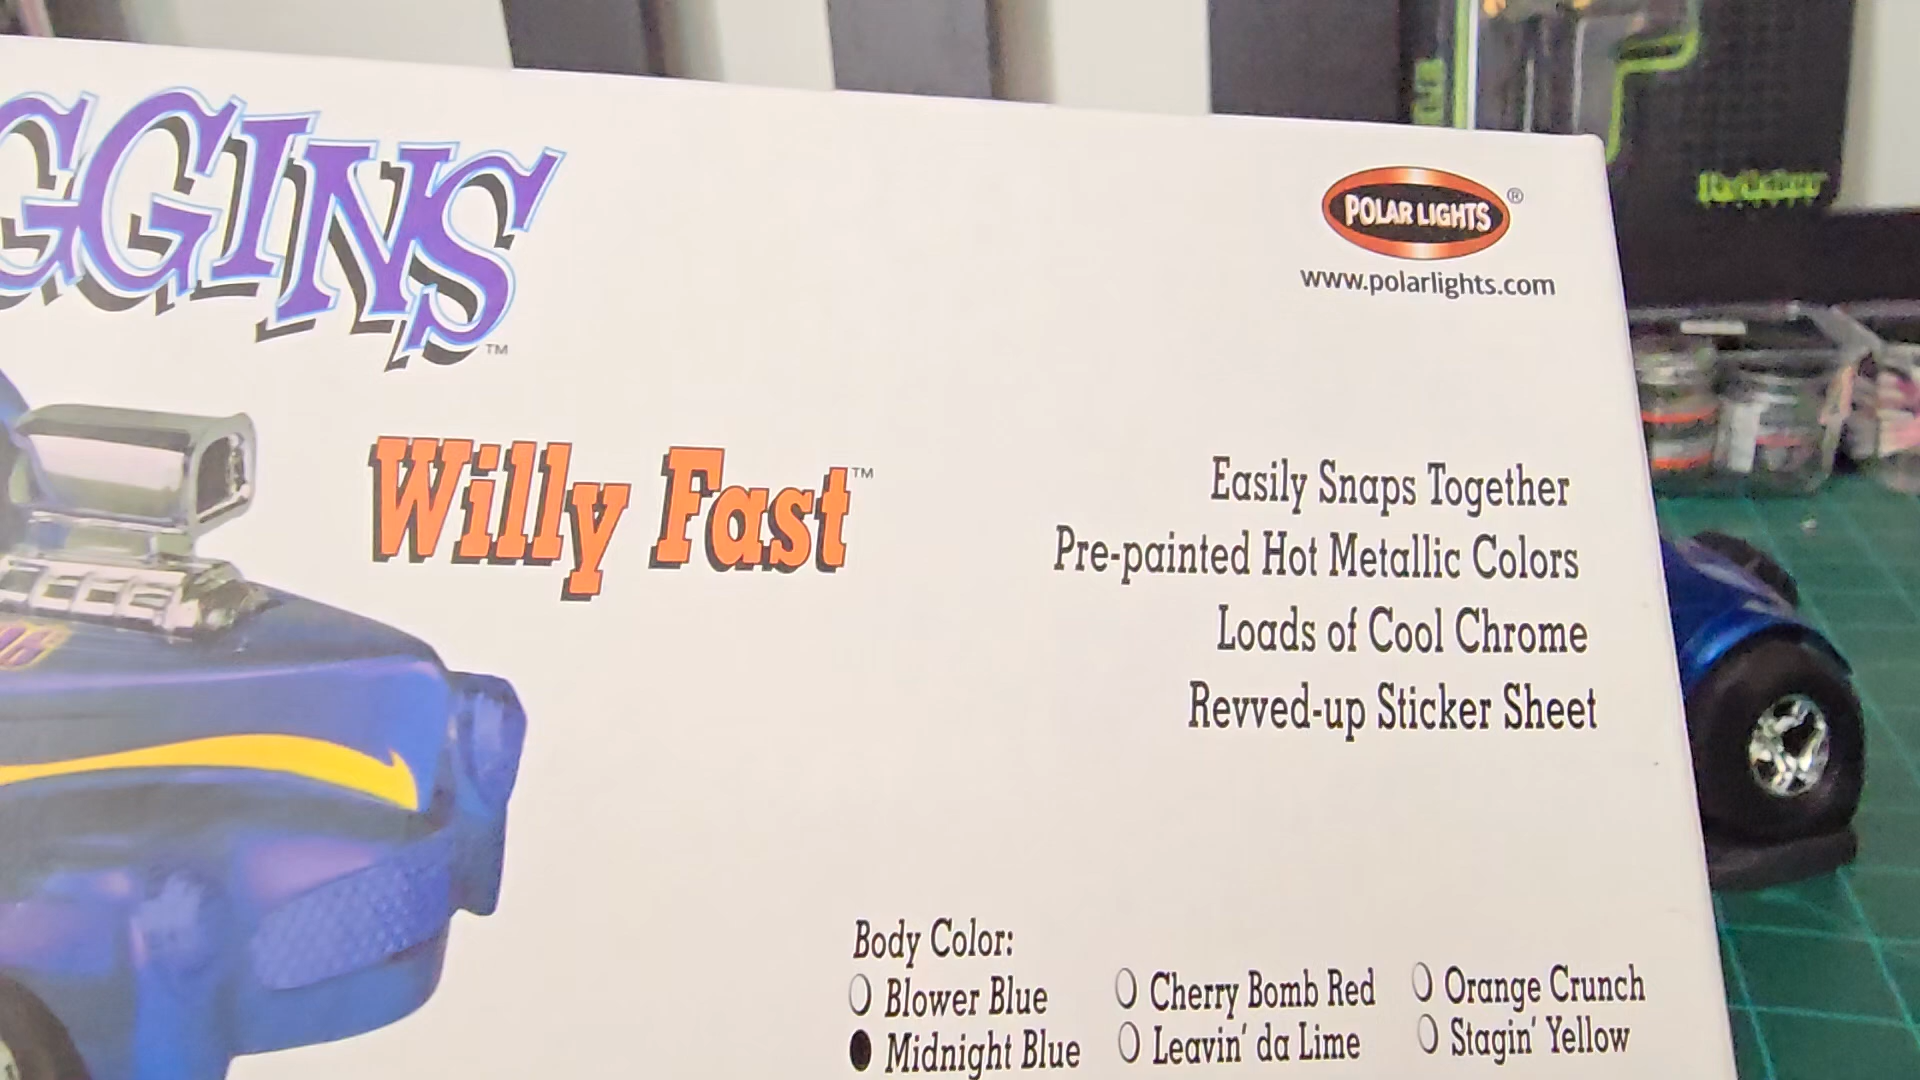 GGINS™
POLAR LIGHTS®
www.polarlights.com
Willy Fast™
Easily Snaps Together
Pre-painted Hot Metallic Colors
Loads of Cool Chrome
Revved-up Sticker Sheet
Body Color:
Blower Blue
Cherry Bomb Red
Orange Crunch
Midnight Blue
Leavin' da Lime
Stagin' Yellow